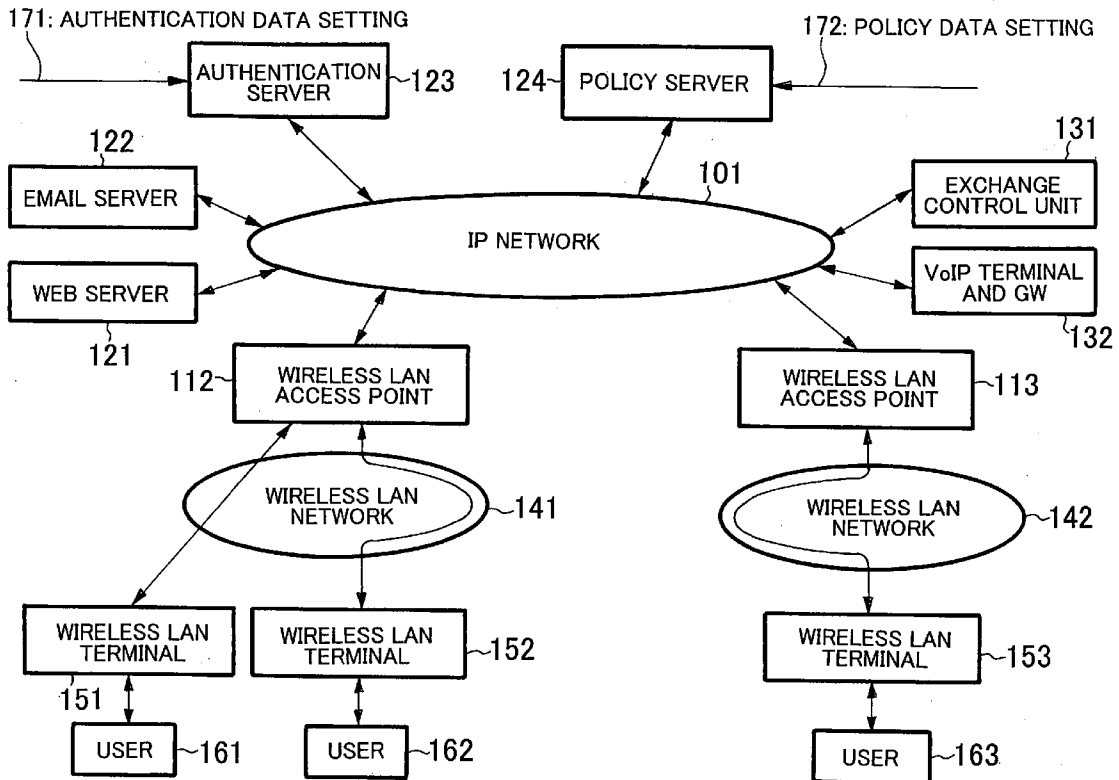 171: AUTHENTICATION DATA SETTING
172: POLICY DATA SETTING
AUTHENTICATION
SERVER
123
124
POLICY SERVER
122
EMAIL SERVER
101
IP NETWORK
131
EXCHANGE
CONTROL UNIT
WEB SERVER
121
VoIP TERMINAL
AND GW
132
112
WIRELESS LAN
ACCESS POINT
WIRELESS LAN
ACCESS POINT
113
WIRELESS LAN
NETWORK
141
WIRELESS LAN
NETWORK
142
WIRELESS LAN
TERMINAL
151
WIRELESS LAN
TERMINAL
152
WIRELESS LAN
TERMINAL
153
USER
161
USER
162
USER
163